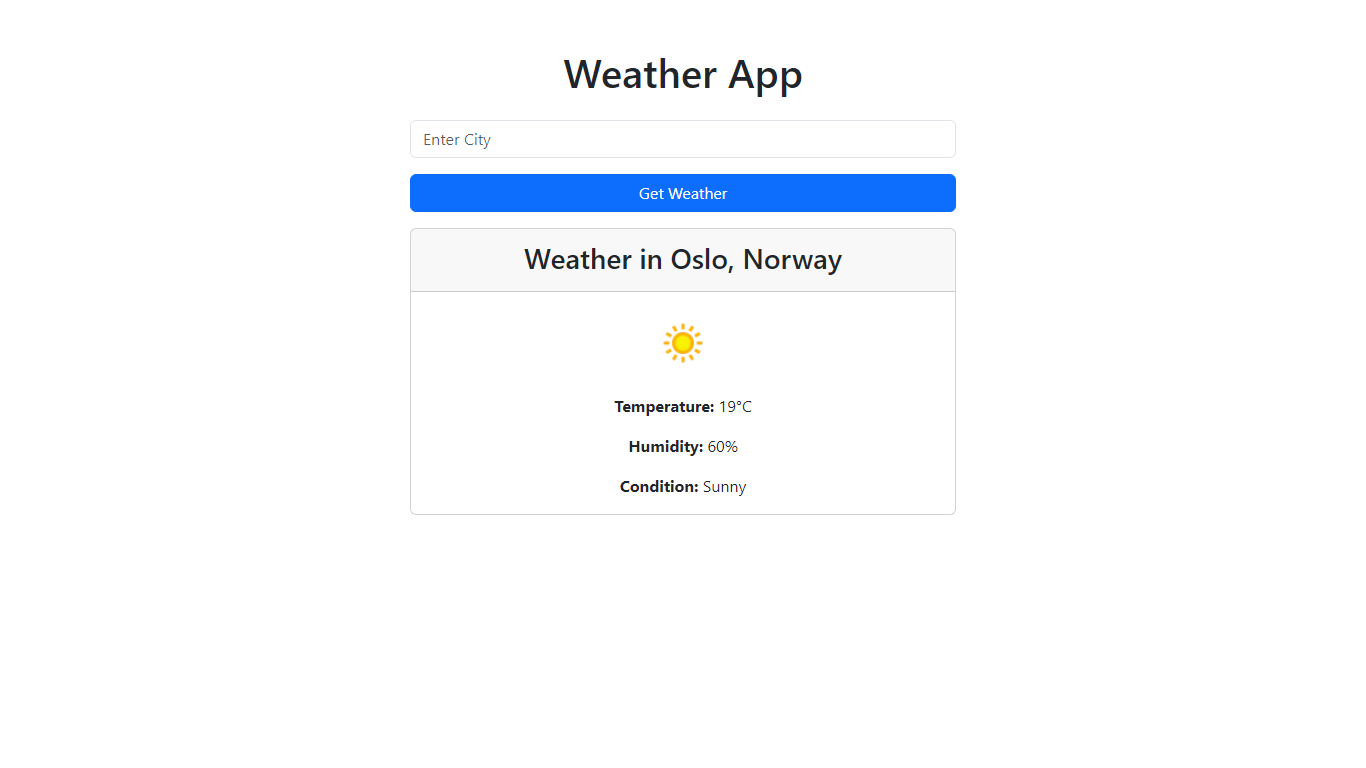 Weather App
Enter City
Get Weather
Weather in Oslo, Norway
Temperature: 19°C
Humidity: 60%
Condition: Sunny